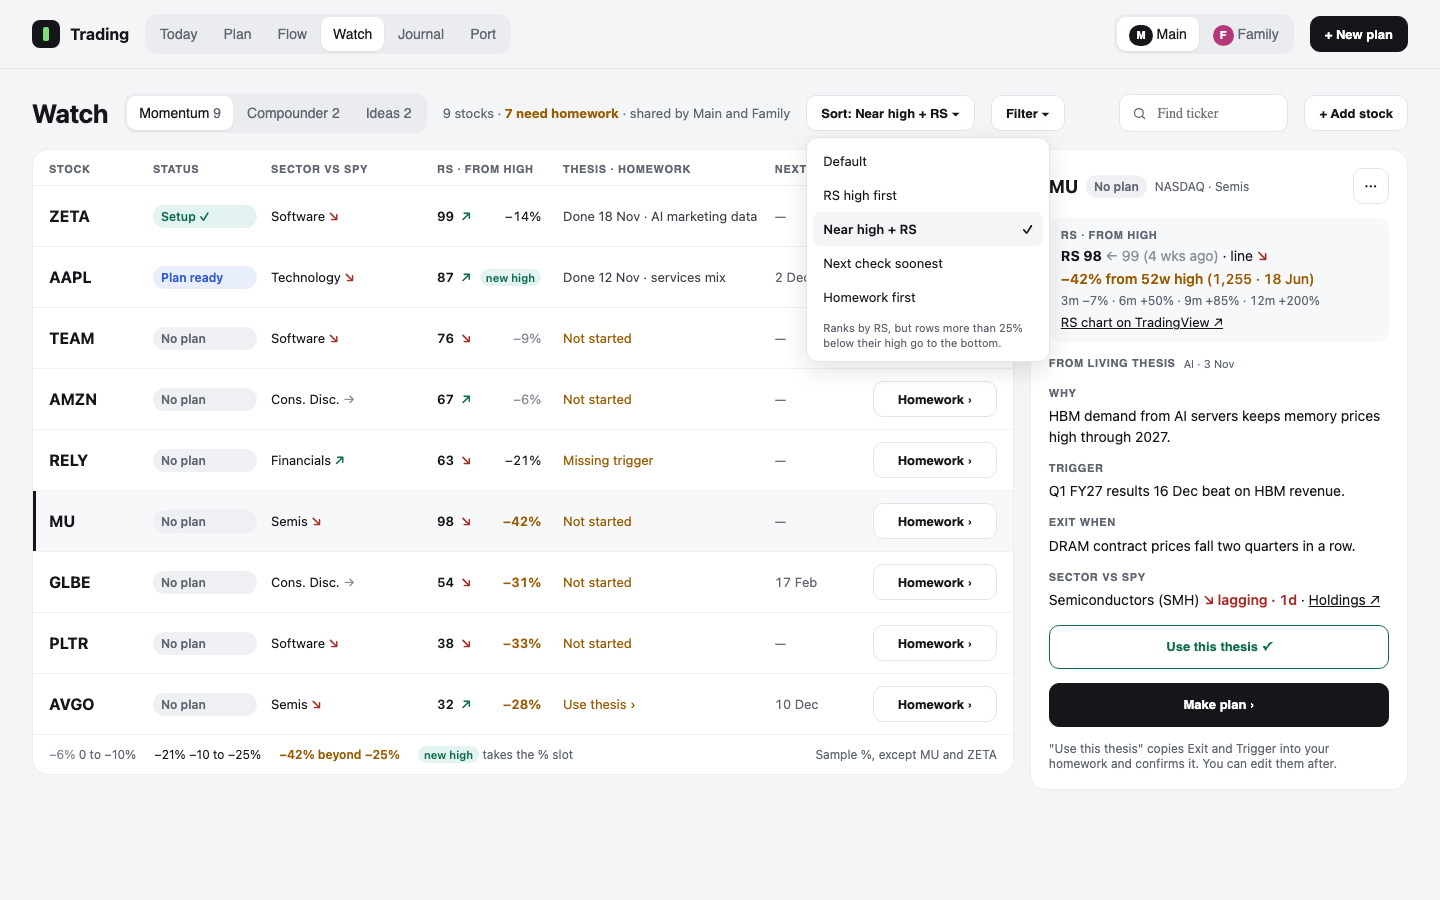 Trading Today Plan Flow Watch Journal Port M Main F Family + New plan
Watch Momentum 9 Compounder 2 Ideas 2 9 stocks · 7 need homework · shared by Main and Family Sort: Near high + RS Filter Find ticker + Add stock
Default
RS high first
Near high + RS ✓
Next check soonest
Homework first
Ranks by RS, but rows more than 25%
below their high go to the bottom.
STOCK STATUS SECTOR VS SPY RS · FROM HIGH THESIS · HOMEWORK NEXT
ZETA Setup ✓ Software ↘ 99 ↗ −14% Done 18 Nov · AI marketing data —
AAPL Plan ready Technology ↘ 87 ↗ new high Done 12 Nov · services mix 2 Dec
TEAM No plan Software ↘ 76 ↗ −9% Not started —
AMZN No plan Cons. Disc. → 67 ↗ −6% Not started — Homework ›
RELY No plan Financials ↗ 63 ↘ −21% Missing trigger — Homework ›
MU No plan Semis ↘ 98 ↘ −42% Not started — Homework ›
GLBE No plan Cons. Disc. → 54 ↘ −31% Not started 17 Feb Homework ›
PLTR No plan Software ↘ 38 ↘ −33% Not started — Homework ›
AVGO No plan Semis ↘ 32 ↗ −28% Use thesis › 10 Dec Homework ›
−6% 0 to −10% −21% −10 to −25% −42% beyond −25% new high takes the % slot Sample %, except MU and ZETA
MU No plan NASDAQ · Semis ···
RS · FROM HIGH
RS 98 ← 99 (4 wks ago) · line ↘
−42% from 52w high (1,255 · 18 Jun)
3m −7% · 6m +50% · 9m +85% · 12m +200%
RS chart on TradingView ↗
FROM LIVING THESIS AI · 3 Nov
WHY
HBM demand from AI servers keeps memory prices
high through 2027.
TRIGGER
Q1 FY27 results 16 Dec beat on HBM revenue.
EXIT WHEN
DRAM contract prices fall two quarters in a row.
SECTOR VS SPY
Semiconductors (SMH) ↘ lagging · 1d · Holdings ↗
Use this thesis ✓
Make plan ›
"Use this thesis" copies Exit and Trigger into your
homework and confirms it. You can edit them after.